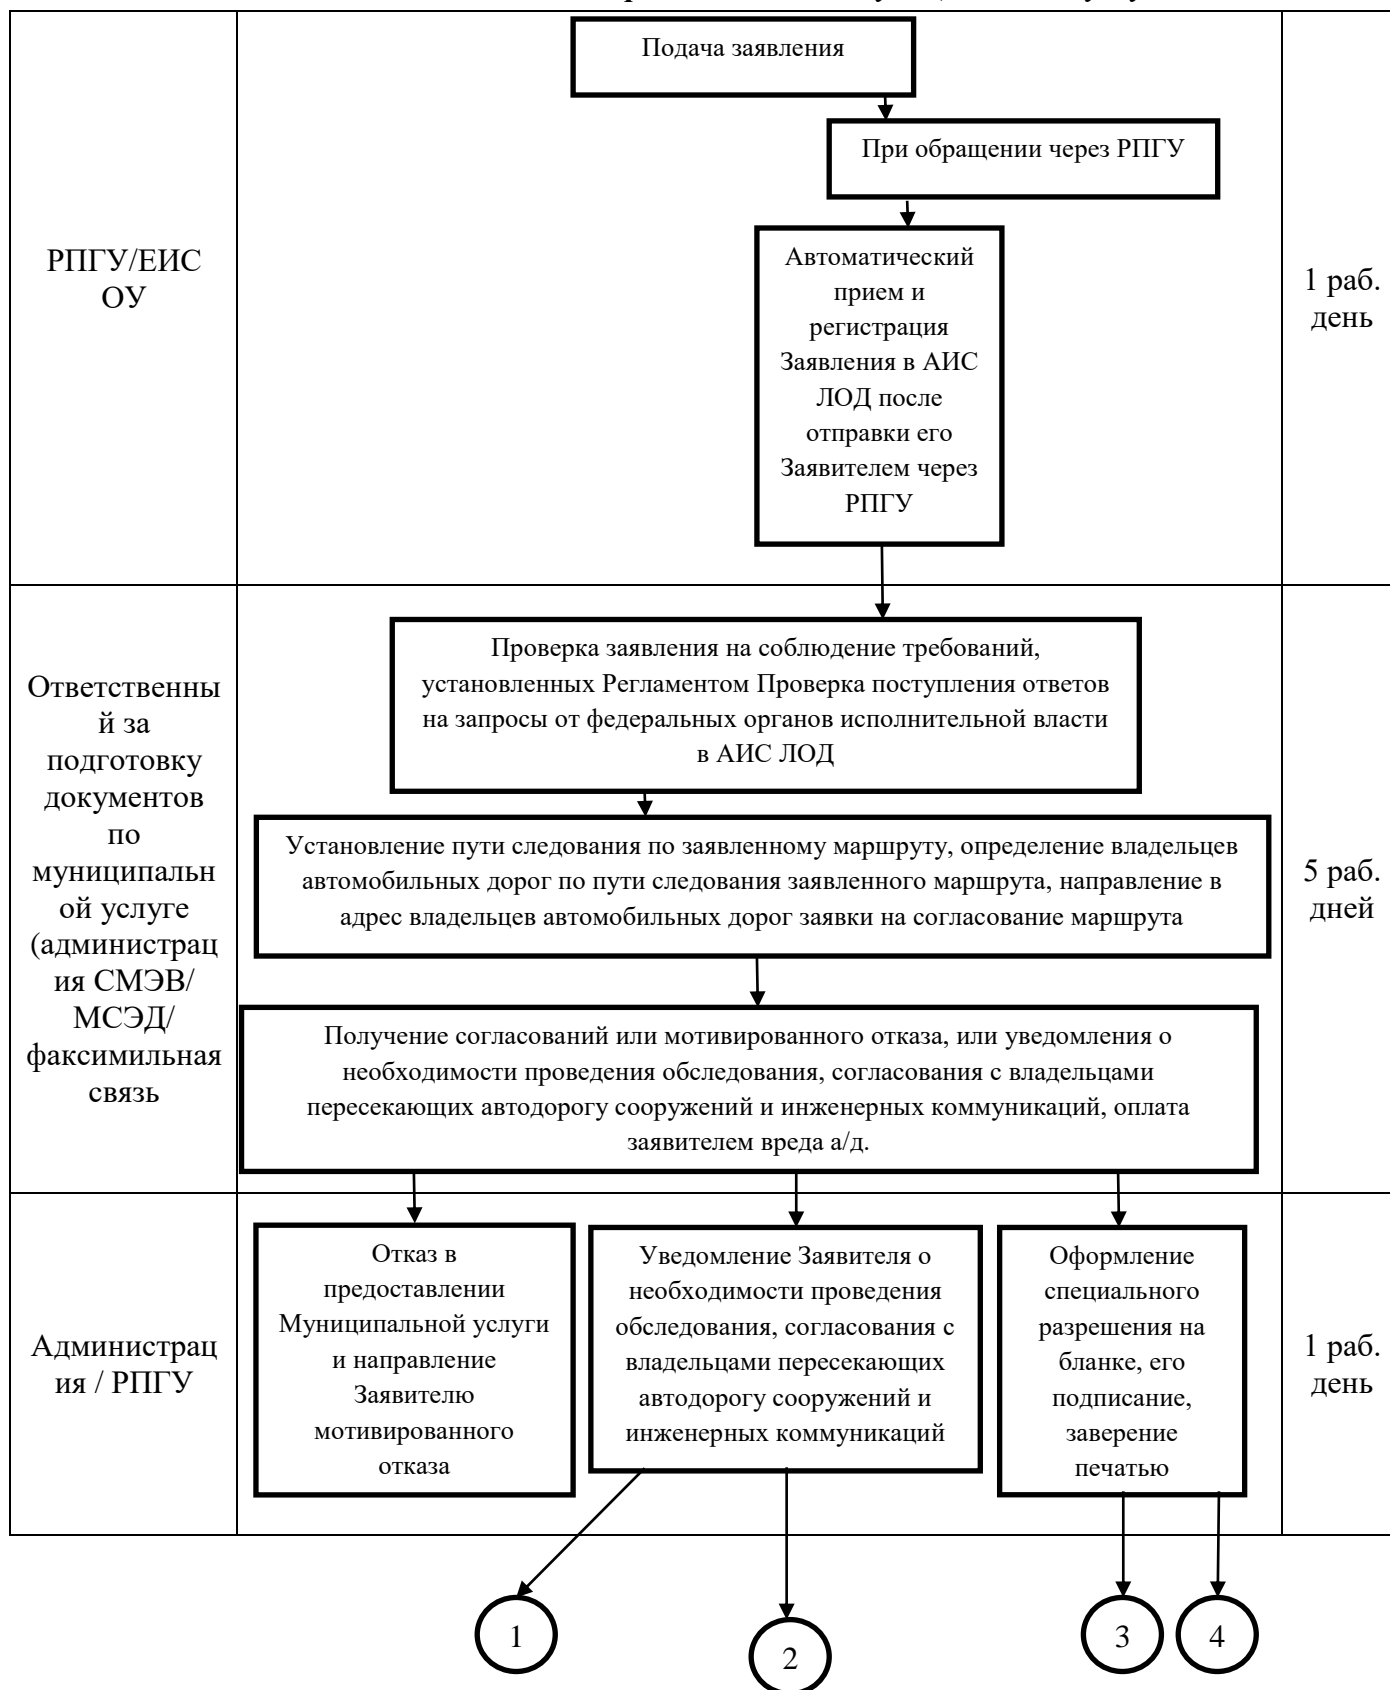 Подача заявления
При обращении через РПГУ
РПГУ/ЕИС
ОУ
Автоматический
прием и
регистрация
Заявления в АИС
ЛОД после
отправки его
Заявителем через
РПГУ
1 раб.
день
Ответственны
й за
подготовку
документов
по
муниципальн
ой услуге
(администрац
ия СМЭВ/
МСЭД/
факсимильная
связь
Проверка заявления на соблюдение требований,
установленных Регламентом Проверка поступления ответов
на запросы от федеральных органов исполнительной власти
в АИС ЛОД
Установление пути следования по заявленному маршруту, определение владельцев
автомобильных дорог по пути следования заявленного маршрута, направление в
адрес владельцев автомобильных дорог заявки на согласование маршрута
Получение согласований или мотивированного отказа, или уведомления о
необходимости проведения обследования, согласования с владельцами
пересекающих автодорогу сооружений и инженерных коммуникаций, оплата
заявителем вреда а/д.
5 раб.
дней
Администрац
ия / РПГУ
Отказ в
предоставлении
Муниципальной услуги
и направление
Заявителю
мотивированного
отказа
Уведомление Заявителя о
необходимости проведения
обследования, согласования с
владельцами пересекающих
автодорогу сооружений и
инженерных коммуникаций
Оформление
специального
разрешения на
бланке, его
подписание,
заверение
печатью
1 раб.
день
1
2
3
4